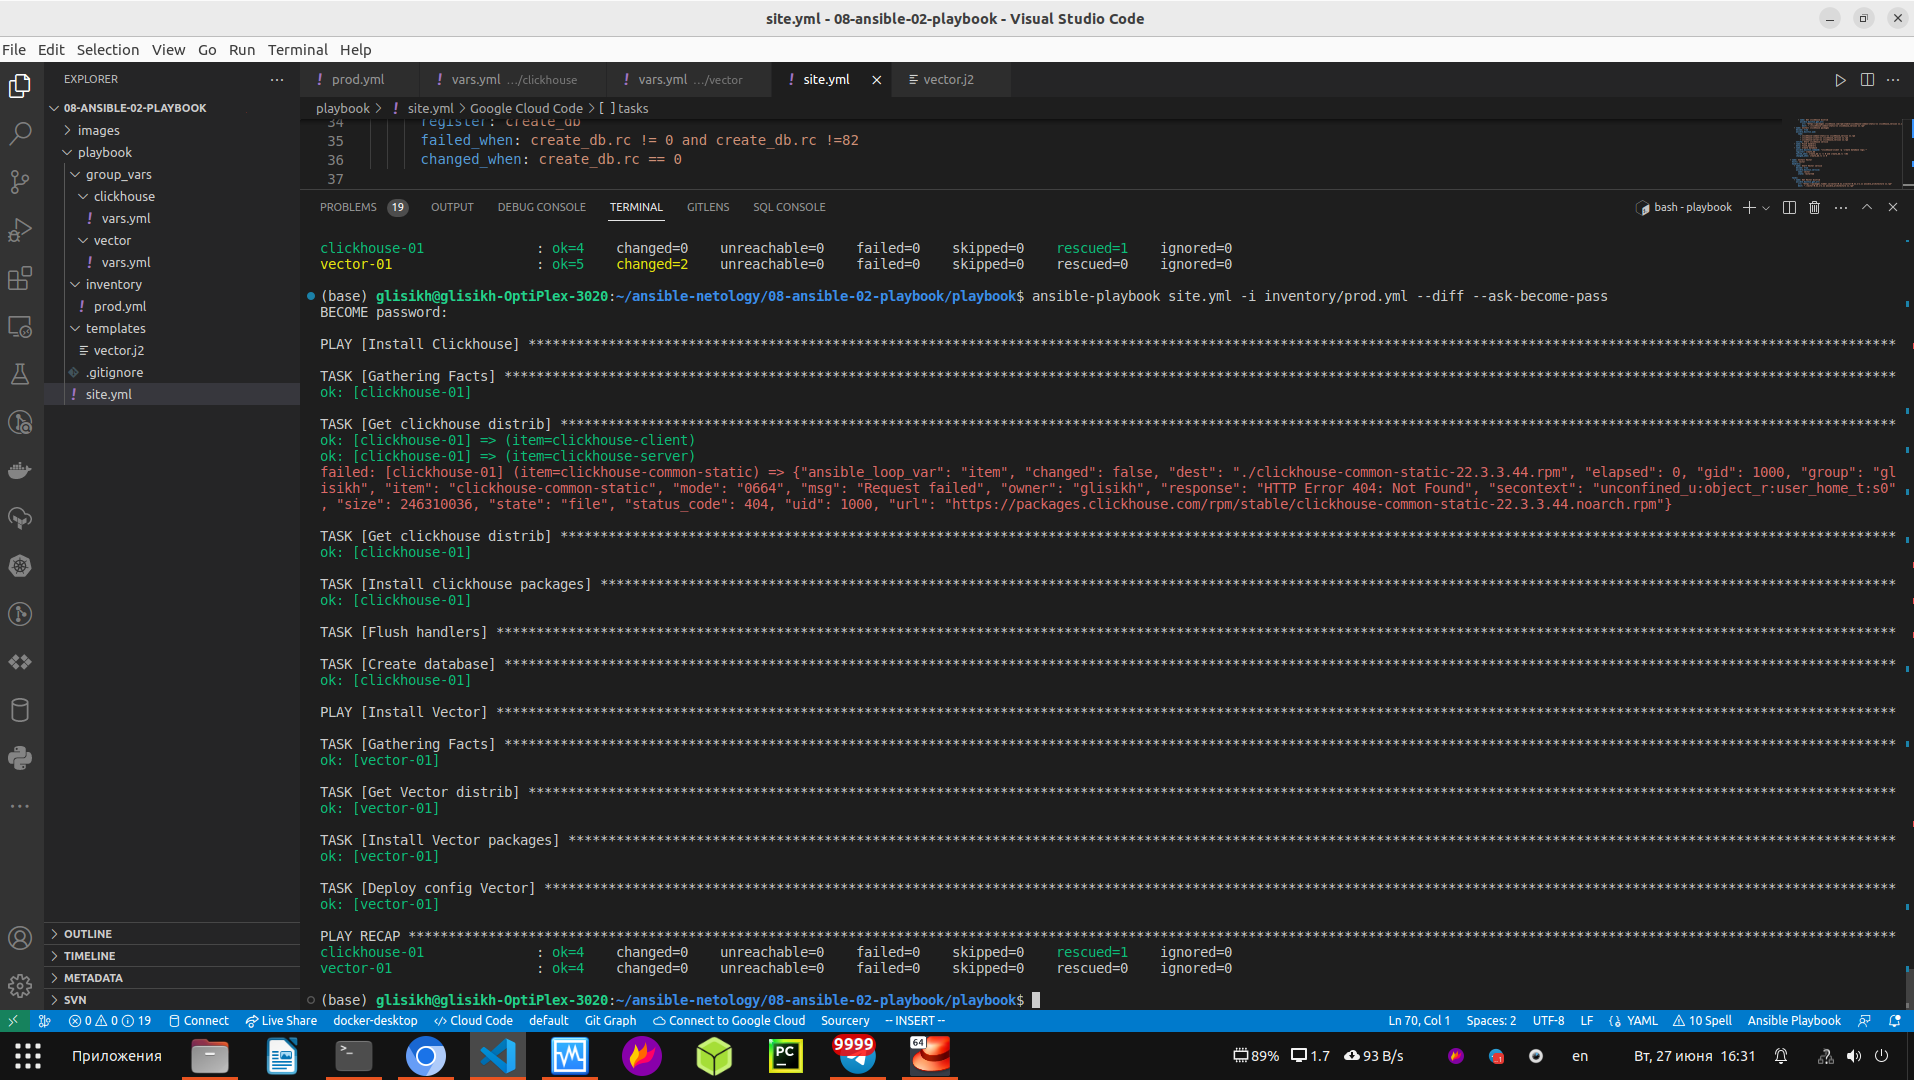 site.yml - 08-ansible-02-playbook - Visual Studio Code
File Edit Selection View Go Run Terminal Help
EXPLORER
08-ANSIBLE-02-PLAYBOOK
images
playbook
group_vars
clickhouse
! vars.yml
vector
! vars.yml
inventory
! prod.yml
templates
vector.j2
.gitignore
! site.yml
OUTLINE
TIMELINE
METADATA
SVN
! prod.yml ! vars.yml .../clickhouse ! vars.yml .../vector ! site.yml vector.j2
playbook > ! site.yml > Google Cloud Code > [ ] tasks
34 register: create_db
35 failed_when: create_db.rc != 0 and create_db.rc !=82
36 changed_when: create_db.rc == 0
37
PROBLEMS 19 OUTPUT DEBUG CONSOLE TERMINAL GITLENS SQL CONSOLE bash - playbook
clickhouse-01 : ok=4 changed=0 unreachable=0 failed=0 skipped=0 rescued=1 ignored=0
vector-01 : ok=5 changed=2 unreachable=0 failed=0 skipped=0 rescued=0 ignored=0
(base) glisikh@glisikh-OptiPlex-3020:~/ansible-netology/08-ansible-02-playbook/playbook$ ansible-playbook site.yml -i inventory/prod.yml --diff --ask-become-pass
BECOME password:
PLAY [Install Clickhouse] ****
TASK [Gathering Facts] ****
ok: [clickhouse-01]
TASK [Get clickhouse distrib] ****
ok: [clickhouse-01] => (item=clickhouse-client)
ok: [clickhouse-01] => (item=clickhouse-server)
failed: [clickhouse-01] (item=clickhouse-common-static) => {"ansible_loop_var": "item", "changed": false, "dest": "./clickhouse-common-static-22.3.3.44.rpm", "elapsed": 0, "gid": 1000, "group": "gl
isikh", "item": "clickhouse-common-static", "mode": "0664", "msg": "Request failed", "owner": "glisikh", "response": "HTTP Error 404: Not Found", "secontext": "unconfined_u:object_r:user_home_t:s0"
, "size": 246310036, "state": "file", "status_code": 404, "uid": 1000, "url": "https://packages.clickhouse.com/rpm/stable/clickhouse-common-static-22.3.3.44.noarch.rpm"}
TASK [Get clickhouse distrib] ****
ok: [clickhouse-01]
TASK [Install clickhouse packages] ****
ok: [clickhouse-01]
TASK [Flush handlers] ****
TASK [Create database] ****
ok: [clickhouse-01]
PLAY [Install Vector] ****
TASK [Gathering Facts] ****
ok: [vector-01]
TASK [Get Vector distrib] ****
ok: [vector-01]
TASK [Install Vector packages] ****
ok: [vector-01]
TASK [Deploy config Vector] ****
ok: [vector-01]
PLAY RECAP ****
clickhouse-01 : ok=4 changed=0 unreachable=0 failed=0 skipped=0 rescued=1 ignored=0
vector-01 : ok=4 changed=0 unreachable=0 failed=0 skipped=0 rescued=0 ignored=0
(base) glisikh@glisikh-OptiPlex-3020:~/ansible-netology/08-ansible-02-playbook/playbook$
0 0 19 Connect Live Share docker-desktop Cloud Code default Git Graph Connect to Google Cloud Sourcery -- INSERT -- Ln 70, Col 1 Spaces: 2 UTF-8 LF YAML 10 Spell Ansible Playbook
Приложения PC 9999 64 89% 1.7 93 B/s en Вт, 27 июня 16:31